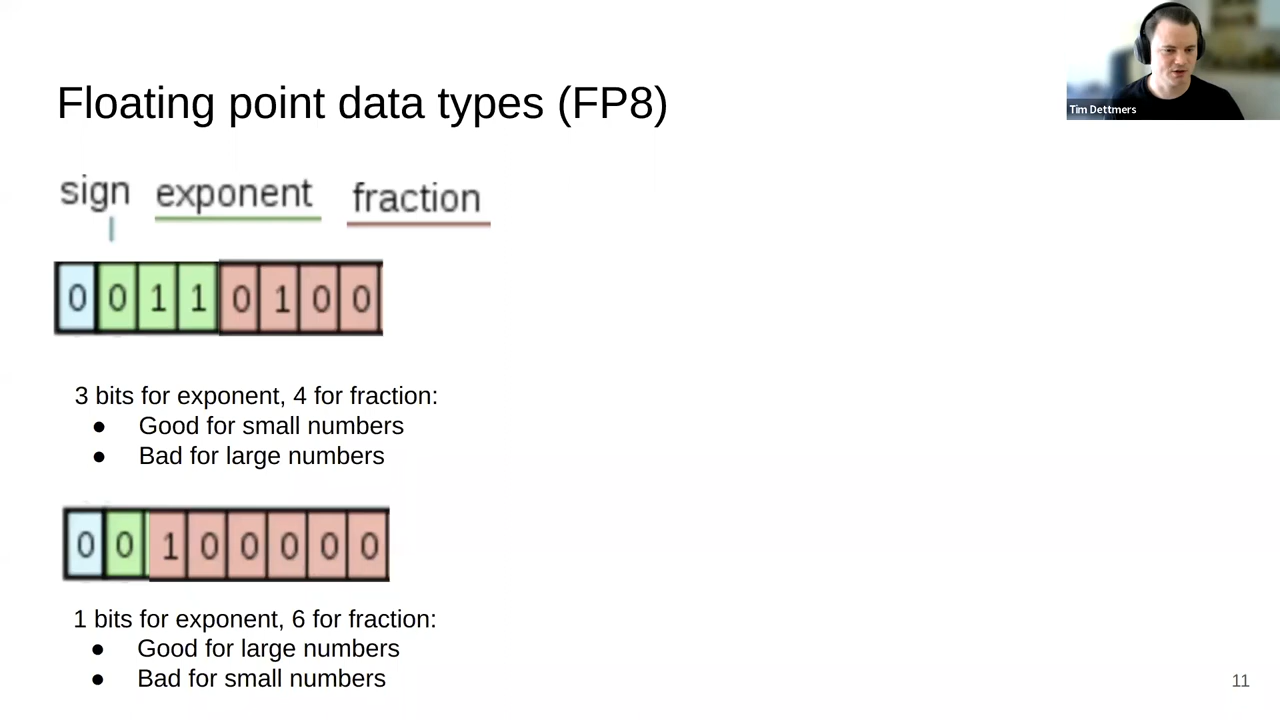 Floating point data types (FP8)
Tim Dettmers
sign exponent fraction
0 0 1 1 0 1 0 0
3 bits for exponent, 4 for fraction:
● Good for small numbers
● Bad for large numbers
0 0 1 0 0 0 0 0
1 bits for exponent, 6 for fraction:
● Good for large numbers
● Bad for small numbers
11